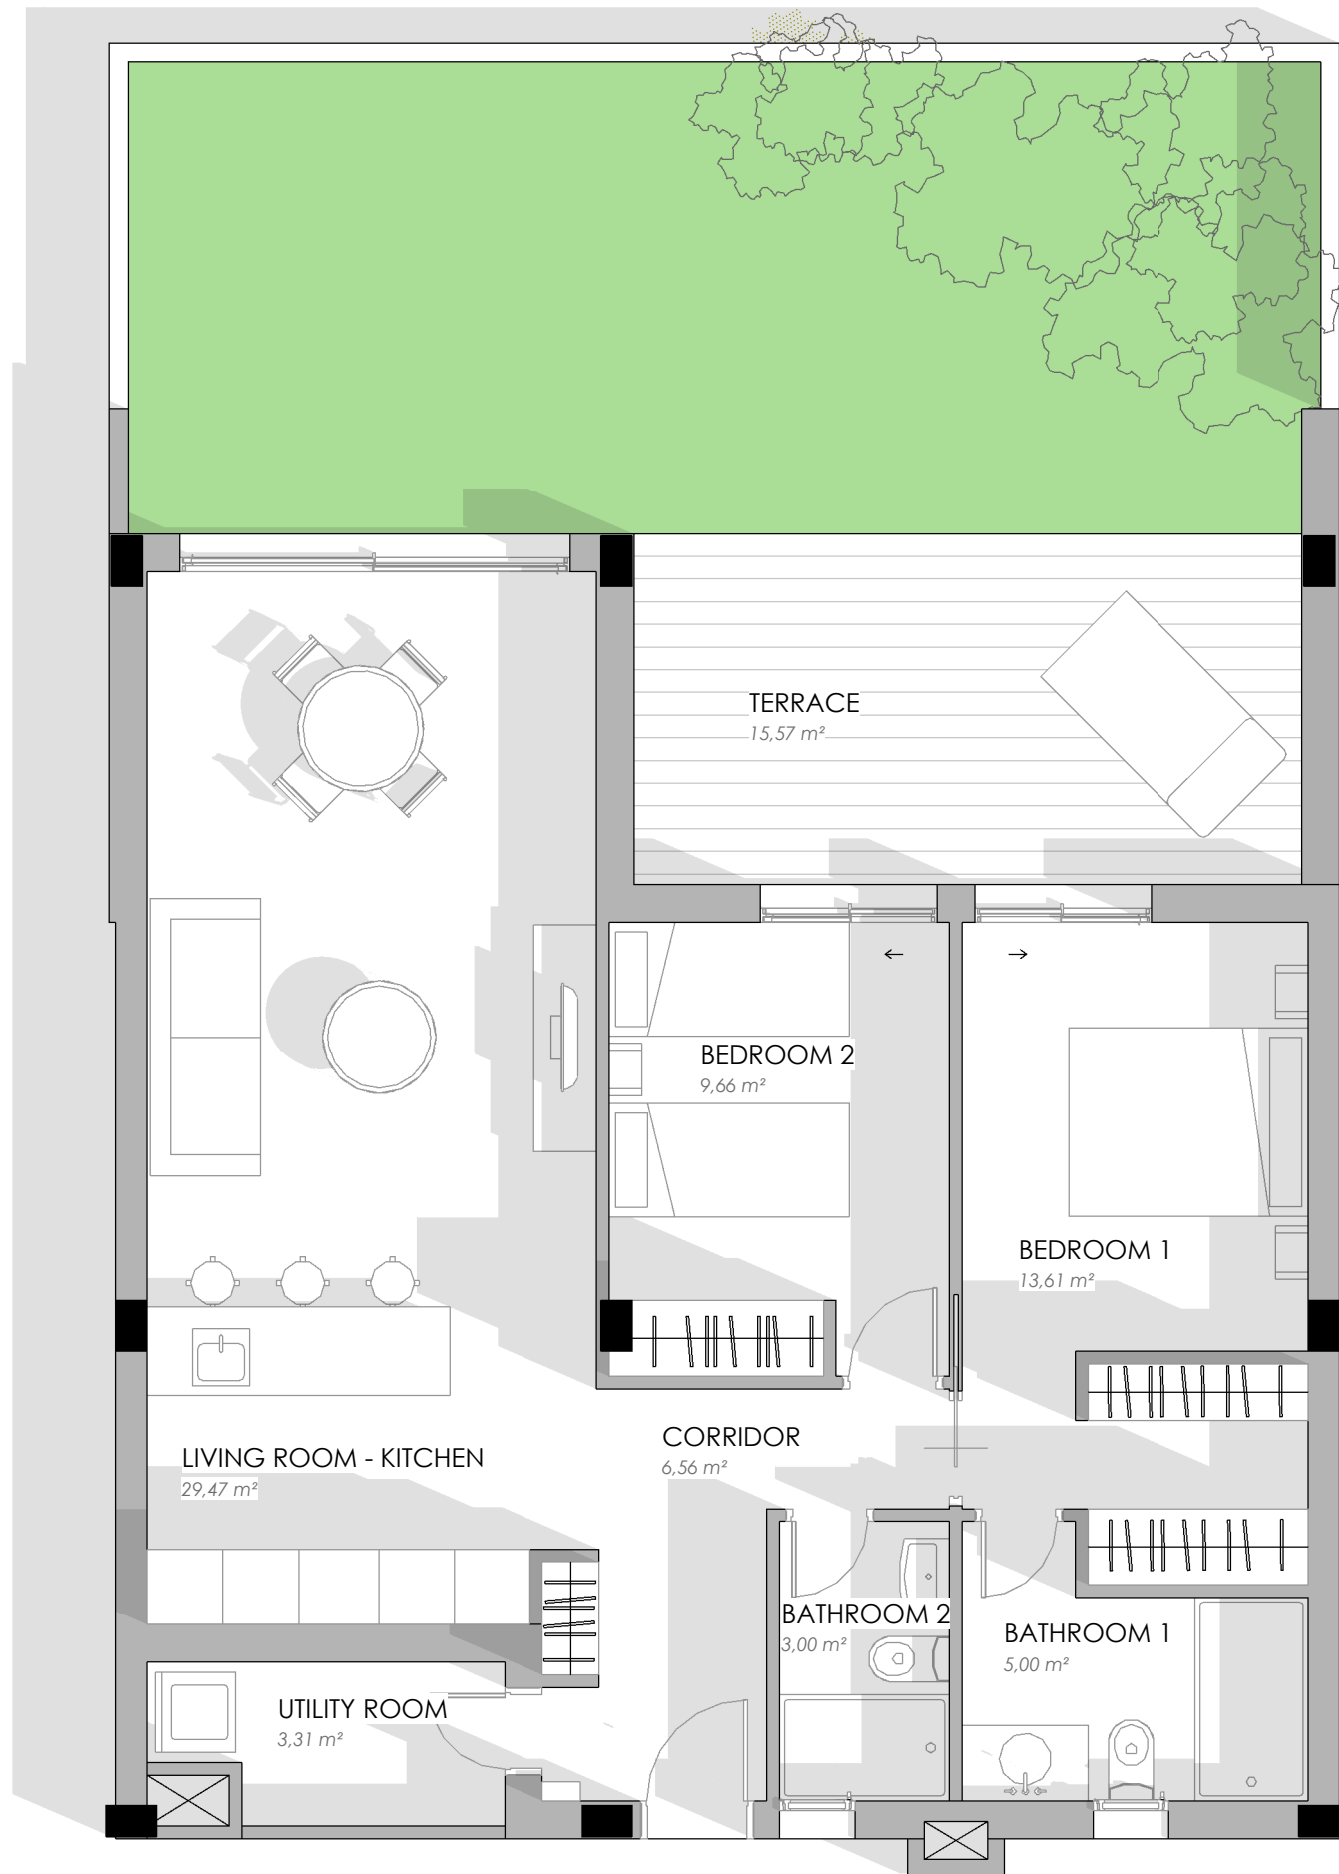 TERRACE
15,57 m²
BEDROOM 2
9,66 m²
BEDROOM 1
13,61 m²
CORRIDOR
6,56 m²
LIVING ROOM - KITCHEN
29,47 m²
BATHROOM 2
3,00 m²
BATHROOM 1
5,00 m²
UTILITY ROOM
3,31 m²